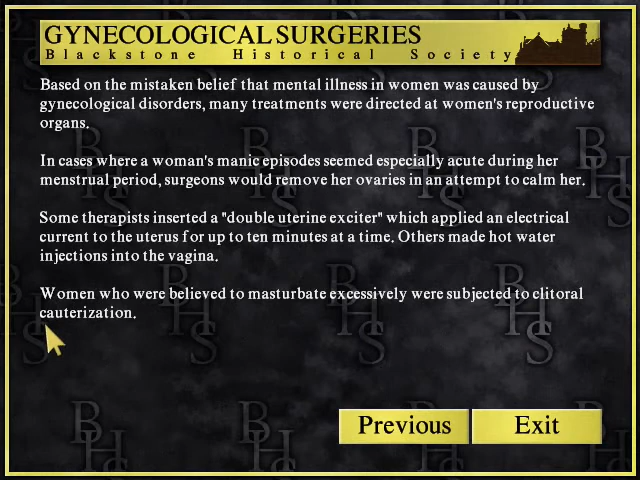 GYNECOLOGICAL SURGERIES
Blackstone Historical Society
Based on the mistaken belief that mental illness in women was caused by
gynecological disorders, many treatments were directed at women's reproductive
organs.
In cases where a woman's manic episodes seemed especially acute during her
menstrual period, surgeons would remove her ovaries in an attempt to calm her.
Some therapists inserted a "double uterine exciter" which applied an electrical
current to the uterus for up to ten minutes at a time. Others made hot water
injections into the vagina.
Women who were believed to masturbate excessively were subjected to clitoral
cauterization.
Previous
Exit